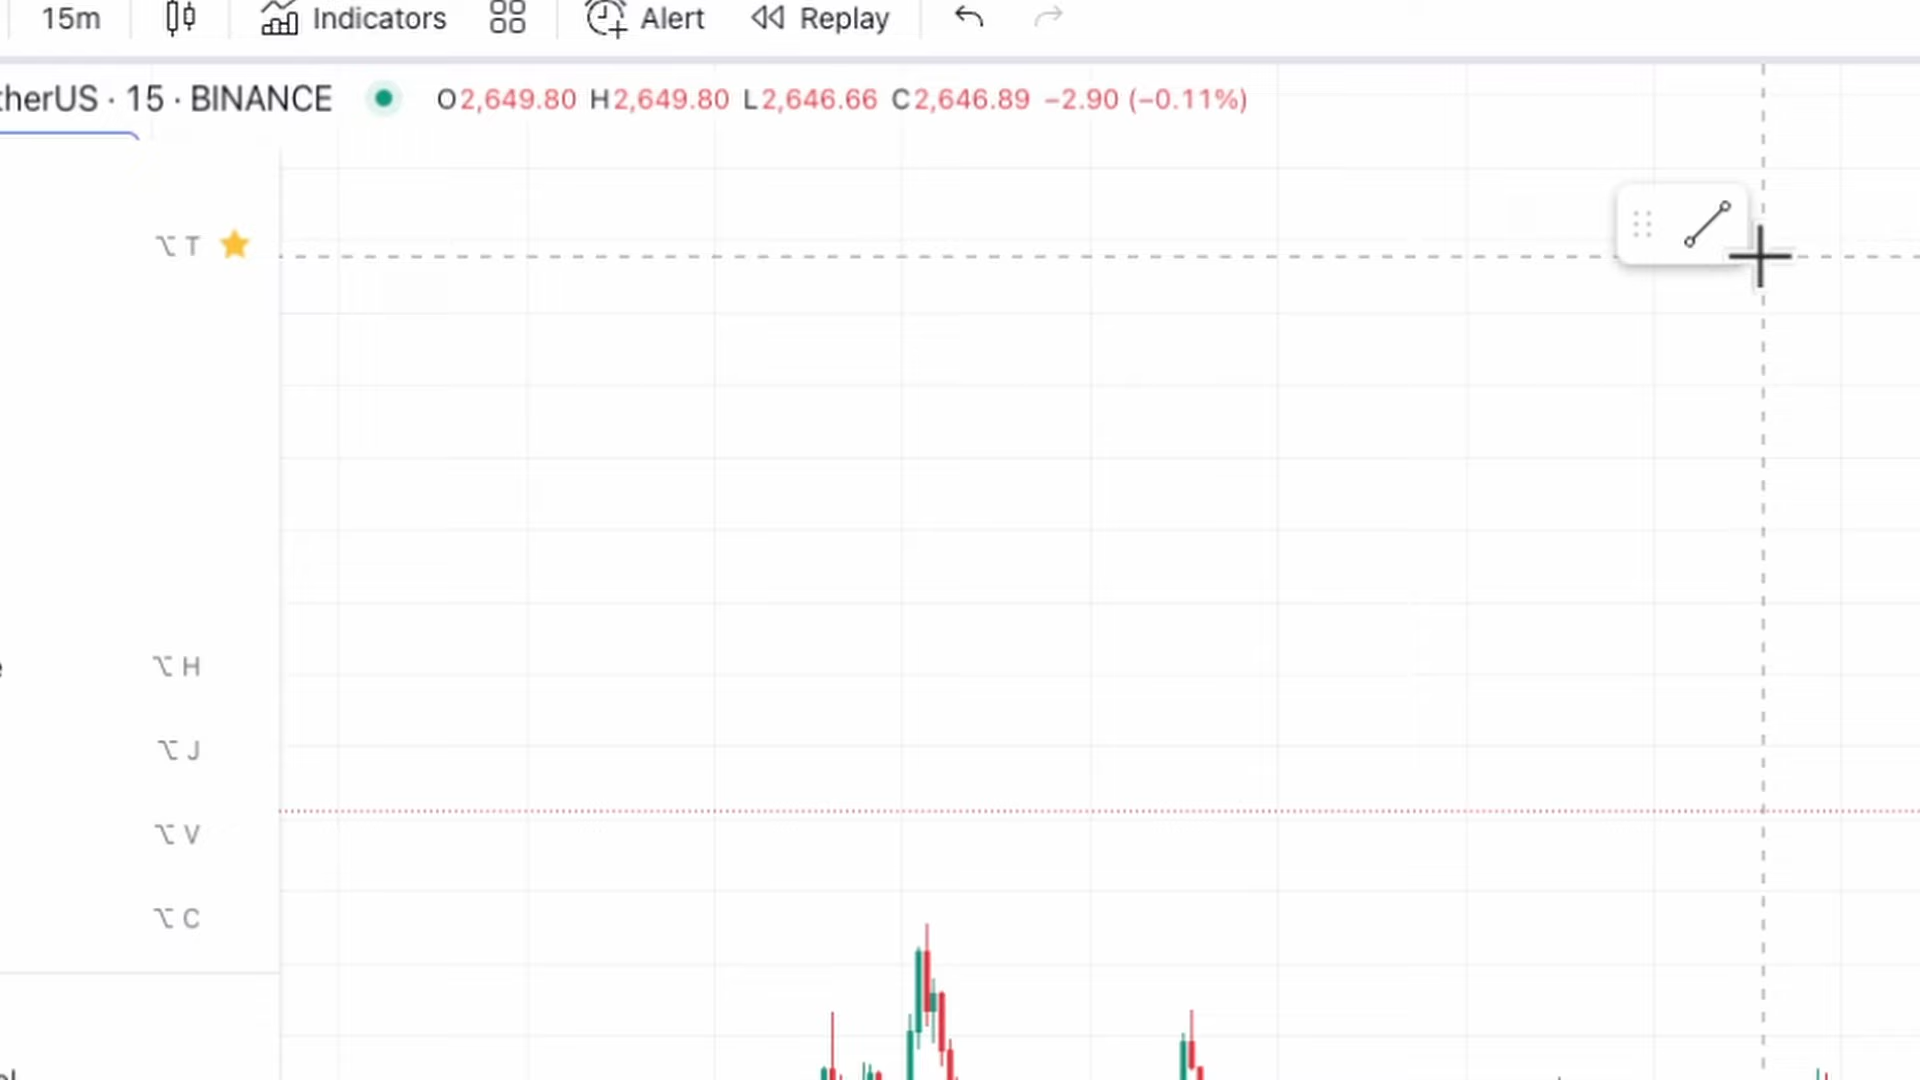 15m Indicators Alert Replay
therUS · 15 · BINANCE O2,649.80 H2,649.80 L2,646.66 C2,646.89 −2.90 (−0.11%)
⌥ T
⌥ H
⌥ J
⌥ V
⌥ C